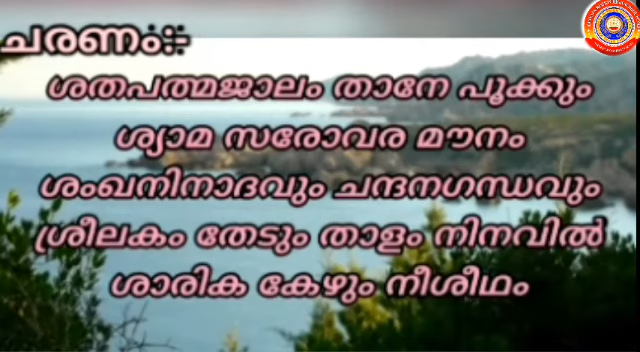 ചരണം:-
ശതപത്മജാലം താനേ പൂക്കും
ശ്യാമ സരോവര മൗനം
ശംഖനിനാദവും ചന്ദനഗന്ധവും
ശ്രീലകം തേടും താളം നിനവിൽ
ശാരിക കേഴും നീശീഥം